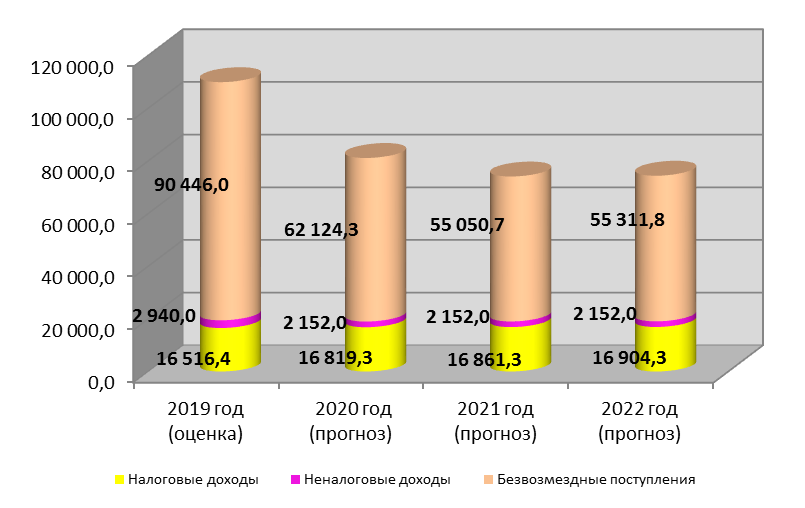 120 000,0
100 000,0
80 000,0
60 000,0
40 000,0
20 000,0
0,0
90 446,0
62 124,3
55 050,7
55 311,8
2 940,0
2 152,0
2 152,0
2 152,0
16 516,4
16 819,3
16 861,3
16 904,3
2019 год
(оценка)
2020 год
(прогноз)
2021 год
(прогноз)
2022 год
(прогноз)
Налоговые доходы
Неналоговые доходы
Безвозмездные поступления